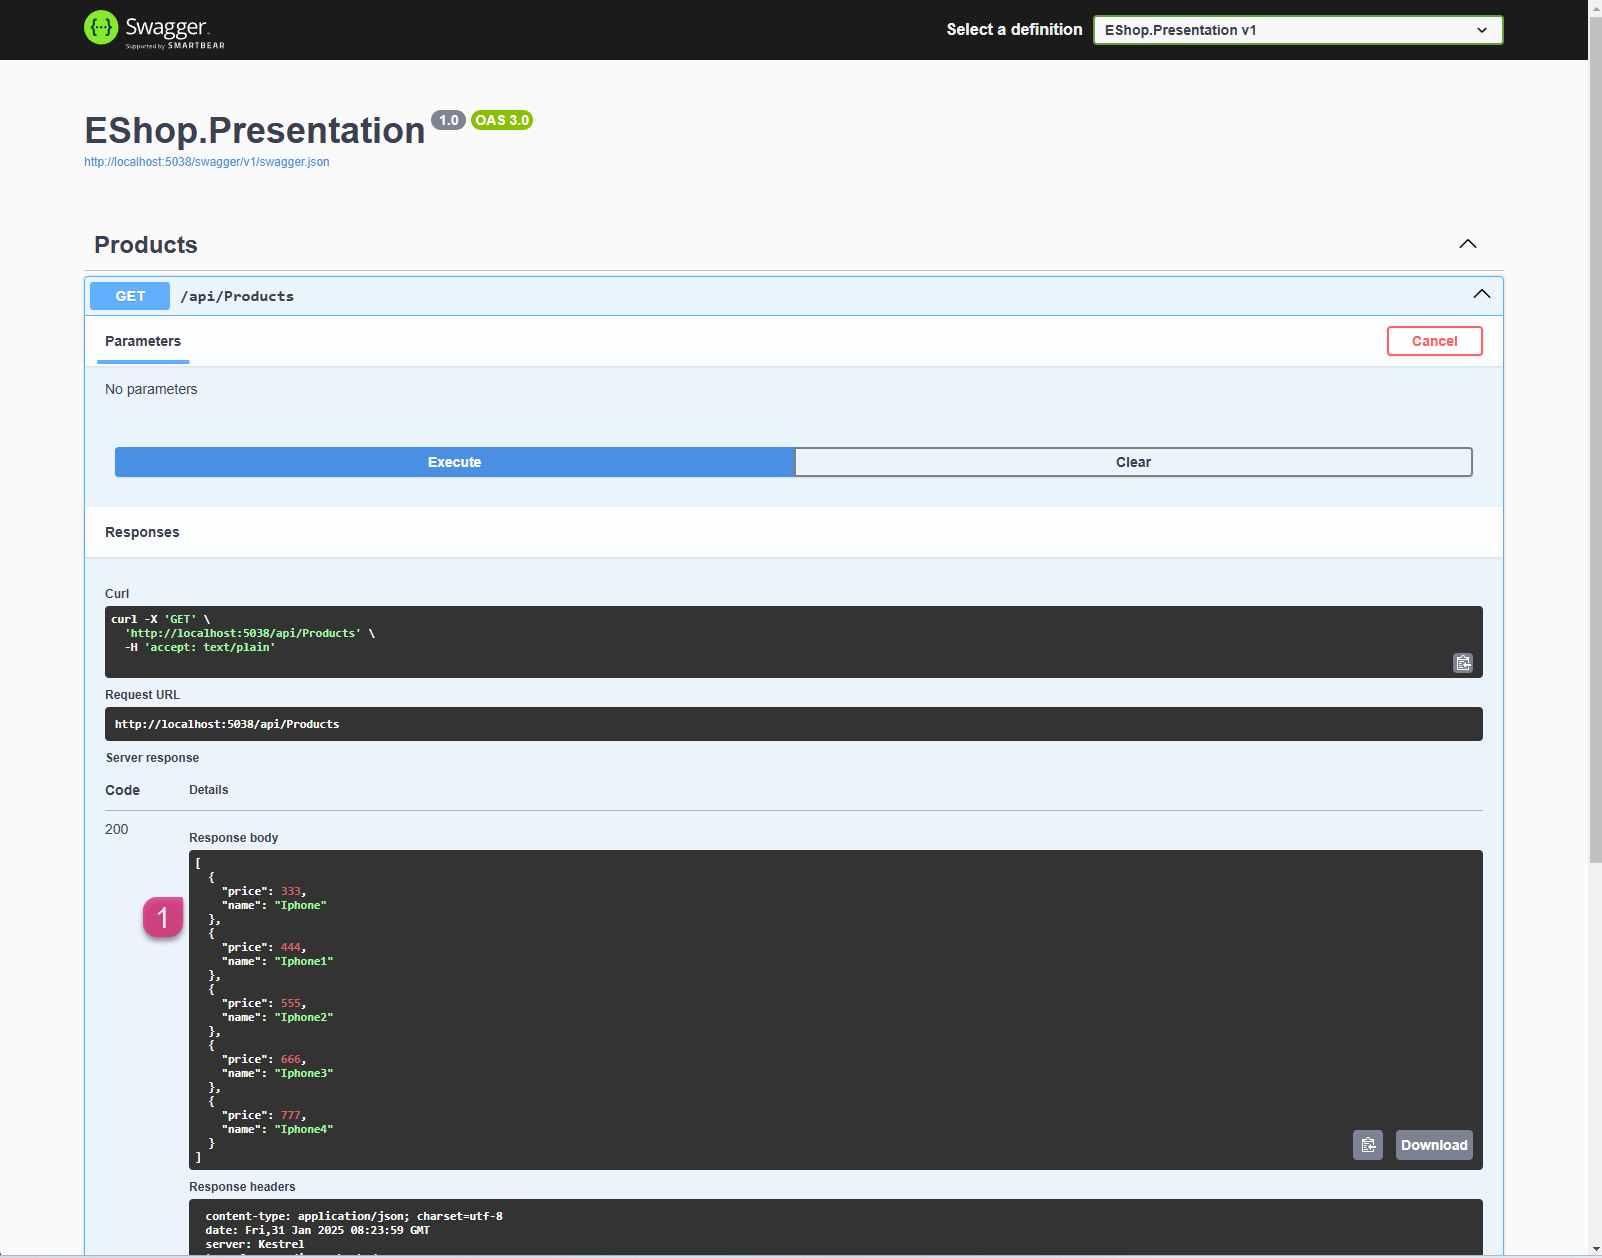 Swagger
Supported by SMARTBEAR
Select a definition
EShop.Presentation v1
EShop.Presentation 1.0 OAS 3.0
http://localhost:5038/swagger/v1/swagger.json
Products
GET /api/Products
Parameters
Cancel
No parameters
Execute
Clear
Responses
Curl
curl -X 'GET' \
'http://localhost:5038/api/Products' \
-H 'accept: text/plain'
Request URL
http://localhost:5038/api/Products
Server response
Code Details
200
Response body
[
{
"price": 333,
"name": "Iphone"
},
1
{
"price": 444,
"name": "Iphone1"
},
{
"price": 555,
"name": "Iphone2"
},
{
"price": 666,
"name": "Iphone3"
},
{
"price": 777,
"name": "Iphone4"
}
]
Download
Response headers
content-type: application/json; charset=utf-8
date: Fri,31 Jan 2025 08:23:59 GMT
server: Kestrel